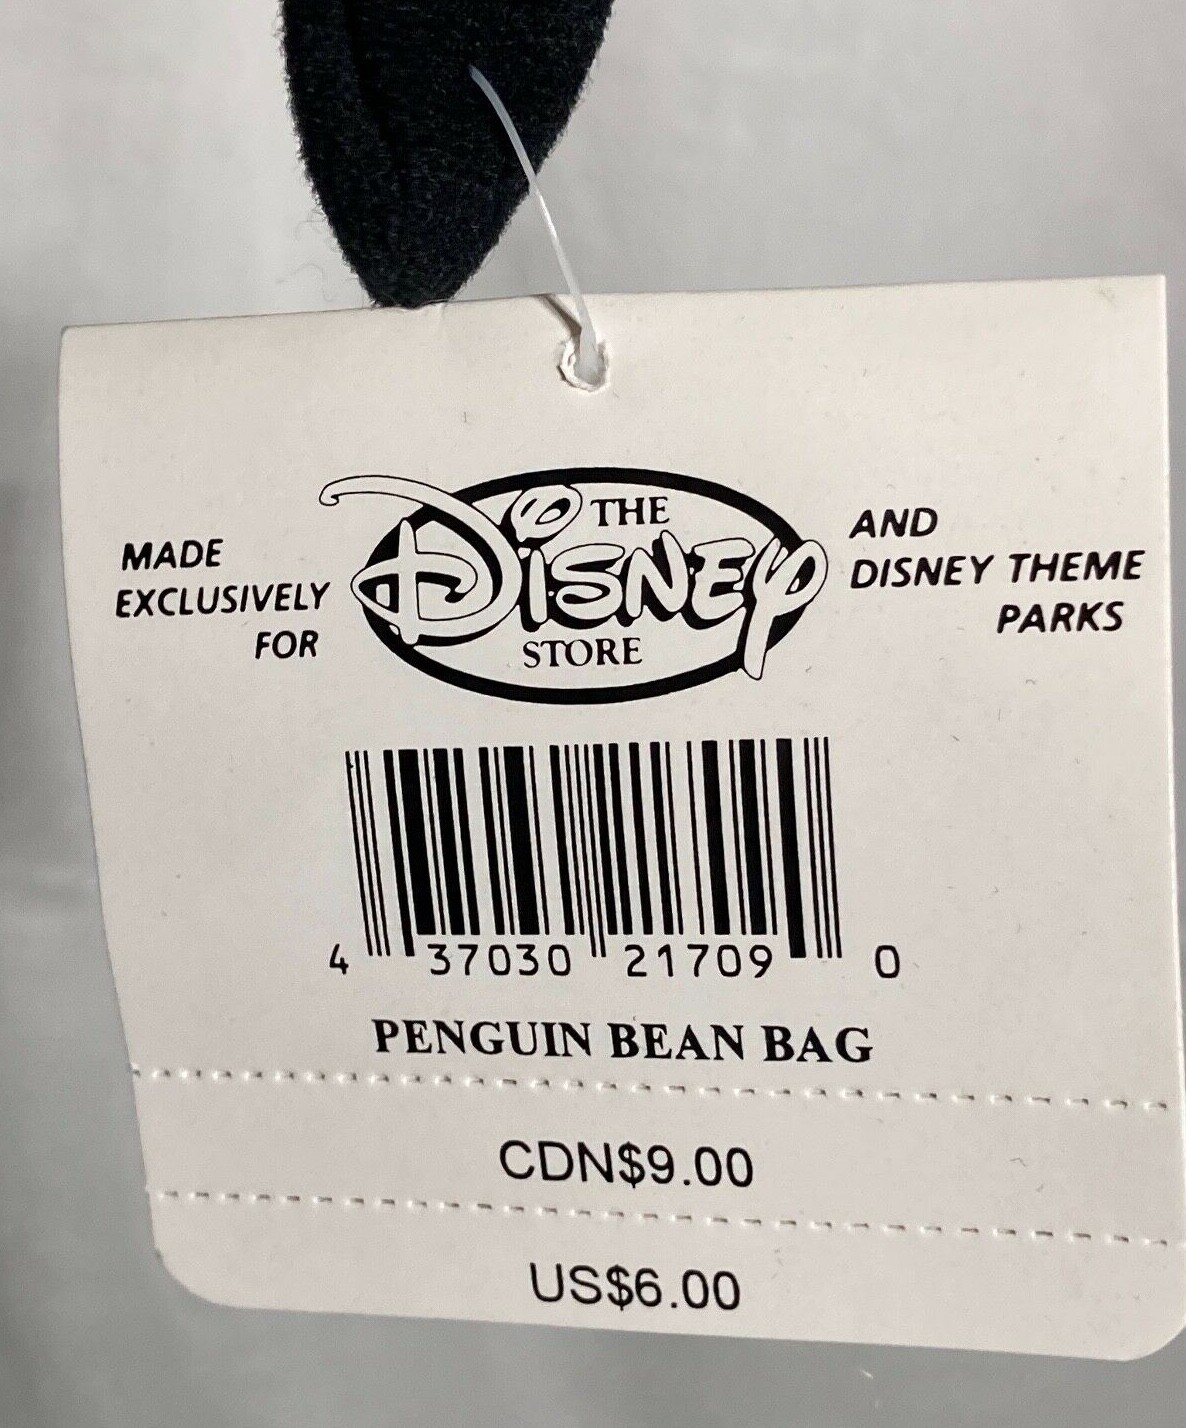 MADE
EXCLUSIVELY
FOR
THE
DISNEY
STORE
AND
DISNEY THEME
PARKS
4 37030 21709 0
PENGUIN BEAN BAG
CDN$9.00
US$6.00